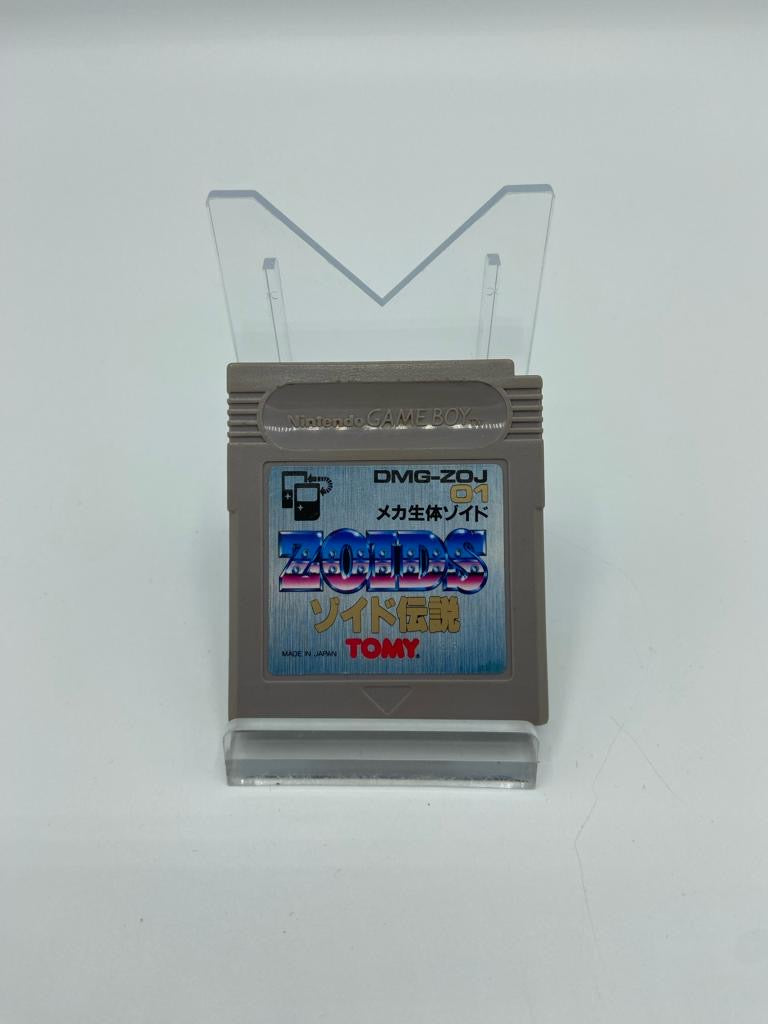 Nintendo GAME BOY™
DMG-ZOJ
01
メカ生体ゾイド
ZOIDS
ゾイド伝説
TOMY®
MADE IN JAPAN